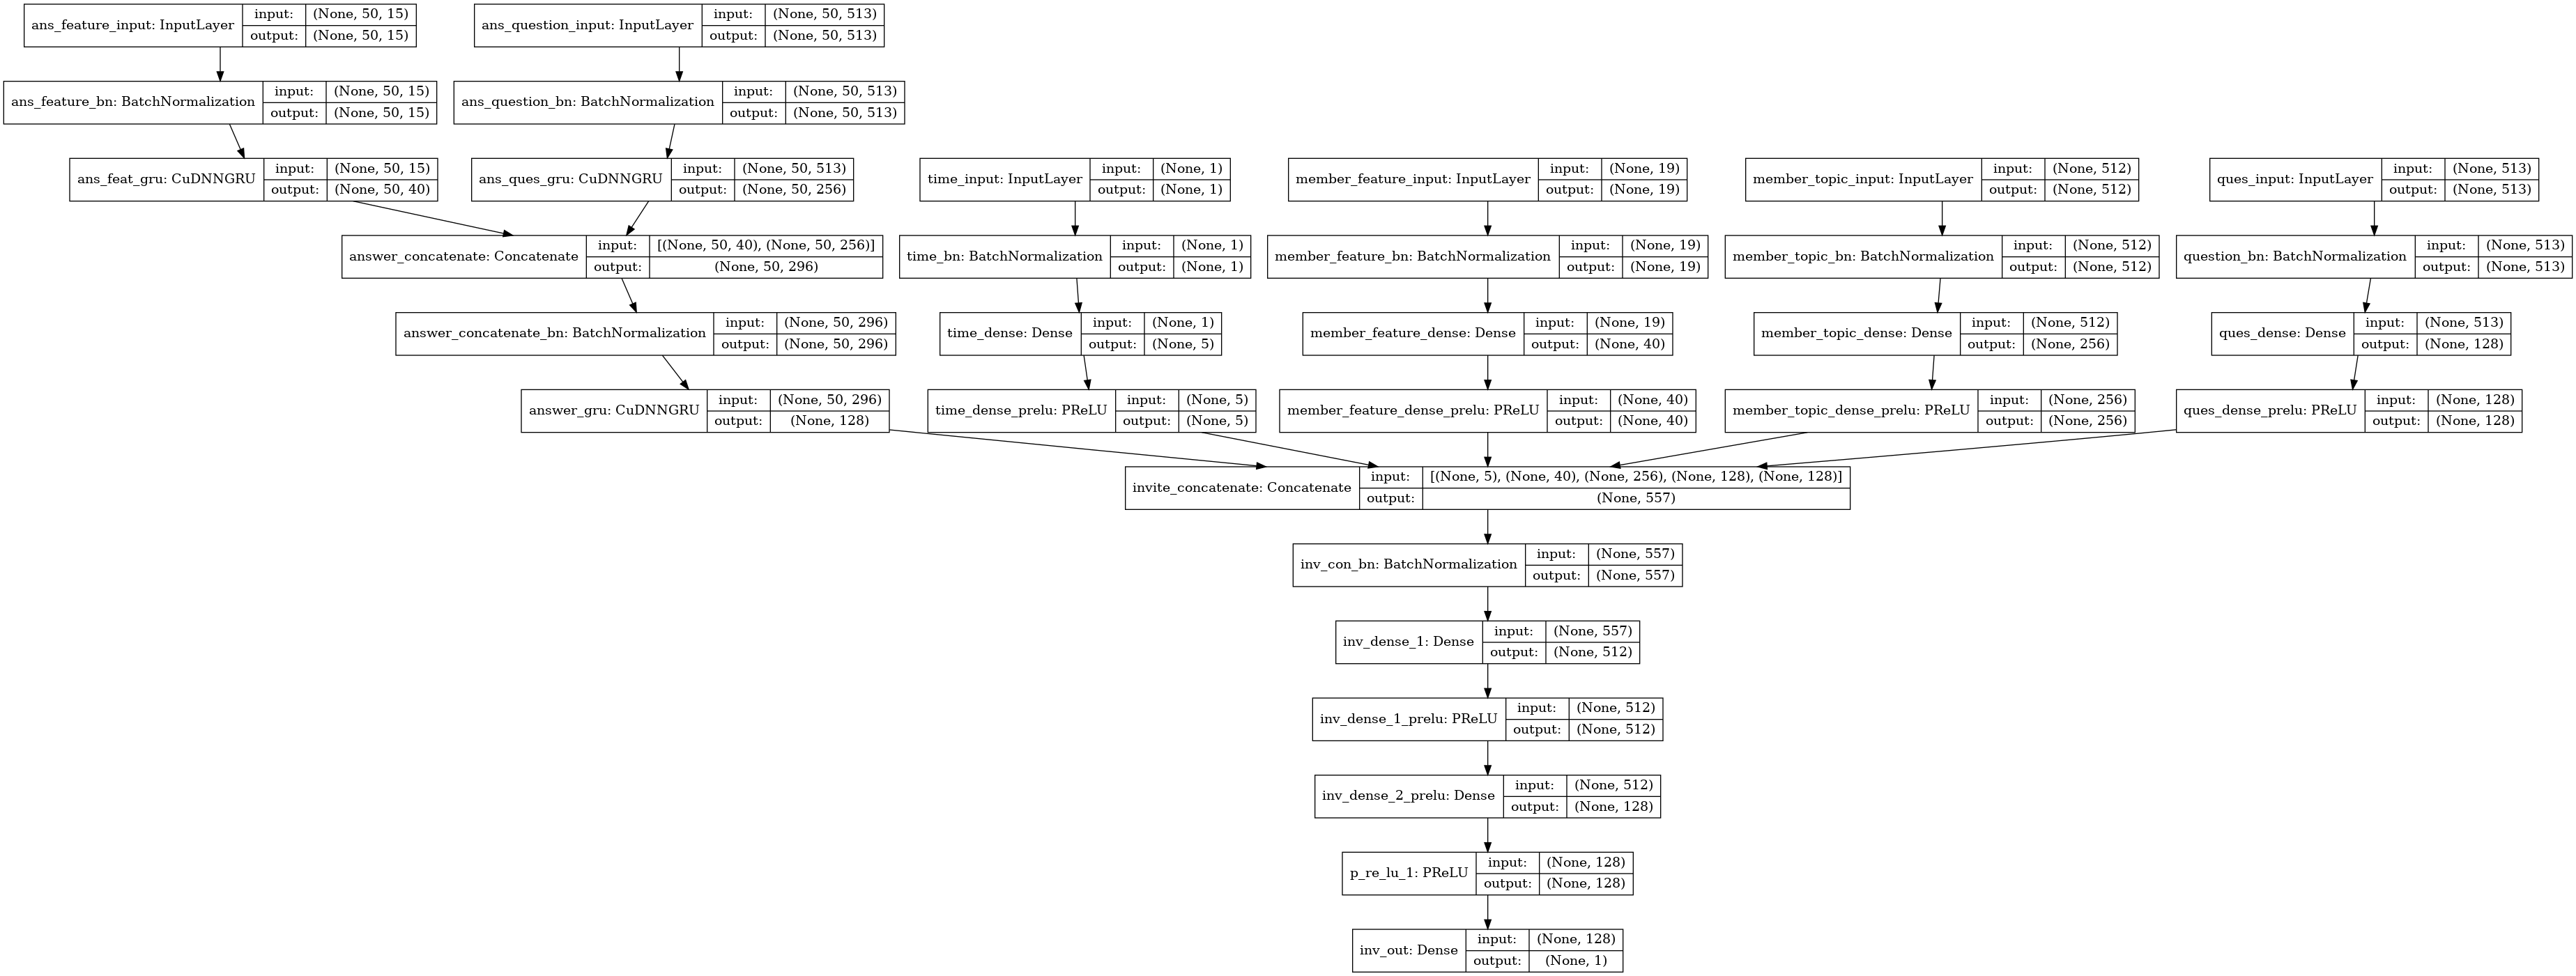 ans_feature_input: InputLayer
input: (None, 50, 15)
output: (None, 50, 15)
ans_question_input: InputLayer
input: (None, 50, 513)
output: (None, 50, 513)
ans_feature_bn: BatchNormalization
input: (None, 50, 15)
output: (None, 50, 15)
ans_question_bn: BatchNormalization
input: (None, 50, 513)
output: (None, 50, 513)
ans_feat_gru: CuDNNGRU
input: (None, 50, 15)
output: (None, 50, 40)
ans_ques_gru: CuDNNGRU
input: (None, 50, 513)
output: (None, 50, 256)
time_input: InputLayer
input: (None, 1)
output: (None, 1)
member_feature_input: InputLayer
input: (None, 19)
output: (None, 19)
member_topic_input: InputLayer
input: (None, 512)
output: (None, 512)
ques_input: InputLayer
input: (None, 513)
output: (None, 513)
answer_concatenate: Concatenate
input: [(None, 50, 40), (None, 50, 256)]
output: (None, 50, 296)
time_bn: BatchNormalization
input: (None, 1)
output: (None, 1)
member_feature_bn: BatchNormalization
input: (None, 19)
output: (None, 19)
member_topic_bn: BatchNormalization
input: (None, 512)
output: (None, 512)
question_bn: BatchNormalization
input: (None, 513)
output: (None, 513)
answer_concatenate_bn: BatchNormalization
input: (None, 50, 296)
output: (None, 50, 296)
time_dense: Dense
input: (None, 1)
output: (None, 5)
member_feature_dense: Dense
input: (None, 19)
output: (None, 40)
member_topic_dense: Dense
input: (None, 512)
output: (None, 256)
ques_dense: Dense
input: (None, 513)
output: (None, 128)
answer_gru: CuDNNGRU
input: (None, 50, 296)
output: (None, 128)
time_dense_prelu: PReLU
input: (None, 5)
output: (None, 5)
member_feature_dense_prelu: PReLU
input: (None, 40)
output: (None, 40)
member_topic_dense_prelu: PReLU
input: (None, 256)
output: (None, 256)
ques_dense_prelu: PReLU
input: (None, 128)
output: (None, 128)
invite_concatenate: Concatenate
input: [(None, 5), (None, 40), (None, 256), (None, 128), (None, 128)]
output: (None, 557)
inv_con_bn: BatchNormalization
input: (None, 557)
output: (None, 557)
inv_dense_1: Dense
input: (None, 557)
output: (None, 512)
inv_dense_1_prelu: PReLU
input: (None, 512)
output: (None, 512)
inv_dense_2_prelu: Dense
input: (None, 512)
output: (None, 128)
p_re_lu_1: PReLU
input: (None, 128)
output: (None, 128)
inv_out: Dense
input: (None, 128)
output: (None, 1)